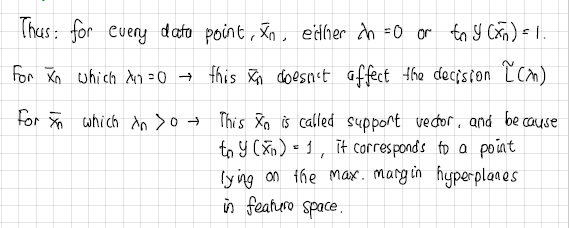 Thus: for every data point, x̄n, either λn = 0 or tn y(x̄n) = 1.
For x̄n which λn = 0 → this x̄n doesn't affect the decision L̃(λn)
For x̄n which λn > 0 → This x̄n is called support vector, and because
tn y(x̄n) = 1, it corresponds to a point
lying on the max. margin hyperplanes
in feature space.